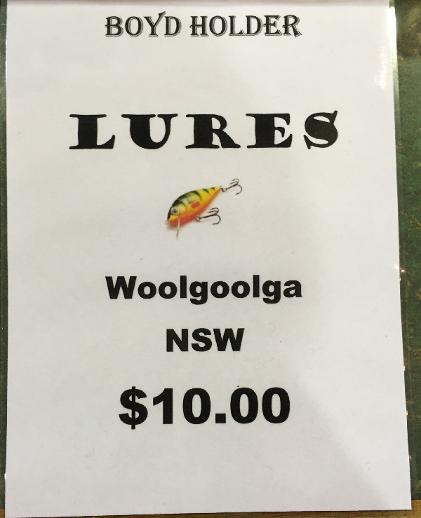 BOYD HOLDER
LURES
Woolgoolga
NSW
$10.00